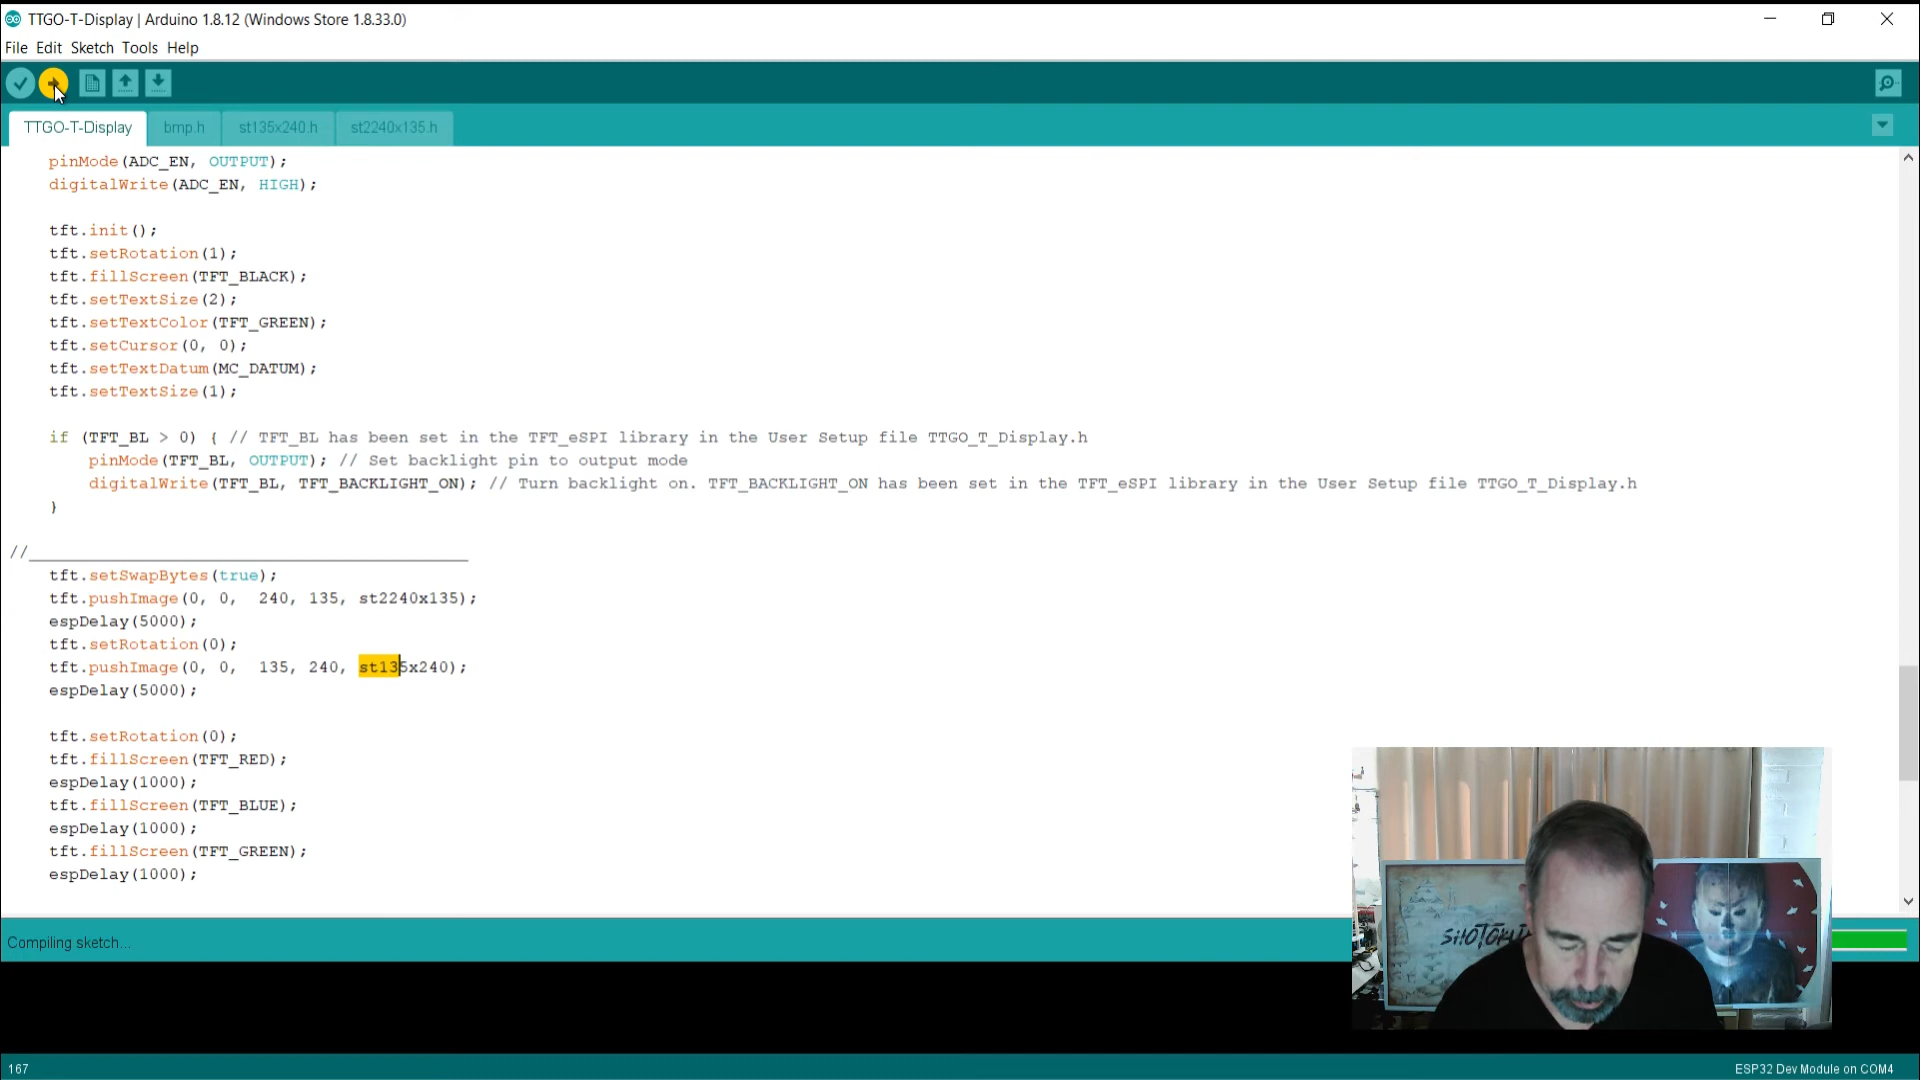 TTGO-T-Display | Arduino 1.8.12 (Windows Store 1.8.33.0)
File Edit Sketch Tools Help
TTGO-T-Display bmp.h st135x240.h st2240x135.h
pinMode(ADC_EN, OUTPUT);
digitalWrite(ADC_EN, HIGH);
tft.init();
tft.setRotation(1);
tft.fillScreen(TFT_BLACK);
tft.setTextSize(2);
tft.setTextColor(TFT_GREEN);
tft.setCursor(0, 0);
tft.setTextDatum(MC_DATUM);
tft.setTextSize(1);
if (TFT_BL > 0) { // TFT_BL has been set in the TFT_eSPI library in the User Setup file TTGO_T_Display.h
pinMode(TFT_BL, OUTPUT); // Set backlight pin to output mode
digitalWrite(TFT_BL, TFT_BACKLIGHT_ON); // Turn backlight on. TFT_BACKLIGHT_ON has been set in the TFT_eSPI library in the User Setup file TTGO_T_Display.h
}
//____________________________________________
tft.setSwapBytes(true);
tft.pushImage(0, 0,  240, 135, st2240x135);
espDelay(5000);
tft.setRotation(0);
tft.pushImage(0, 0,  135, 240, st135x240);
espDelay(5000);
tft.setRotation(0);
tft.fillScreen(TFT_RED);
espDelay(1000);
tft.fillScreen(TFT_BLUE);
espDelay(1000);
tft.fillScreen(TFT_GREEN);
espDelay(1000);
Compiling sketch...
167
ESP32 Dev Module on COM4